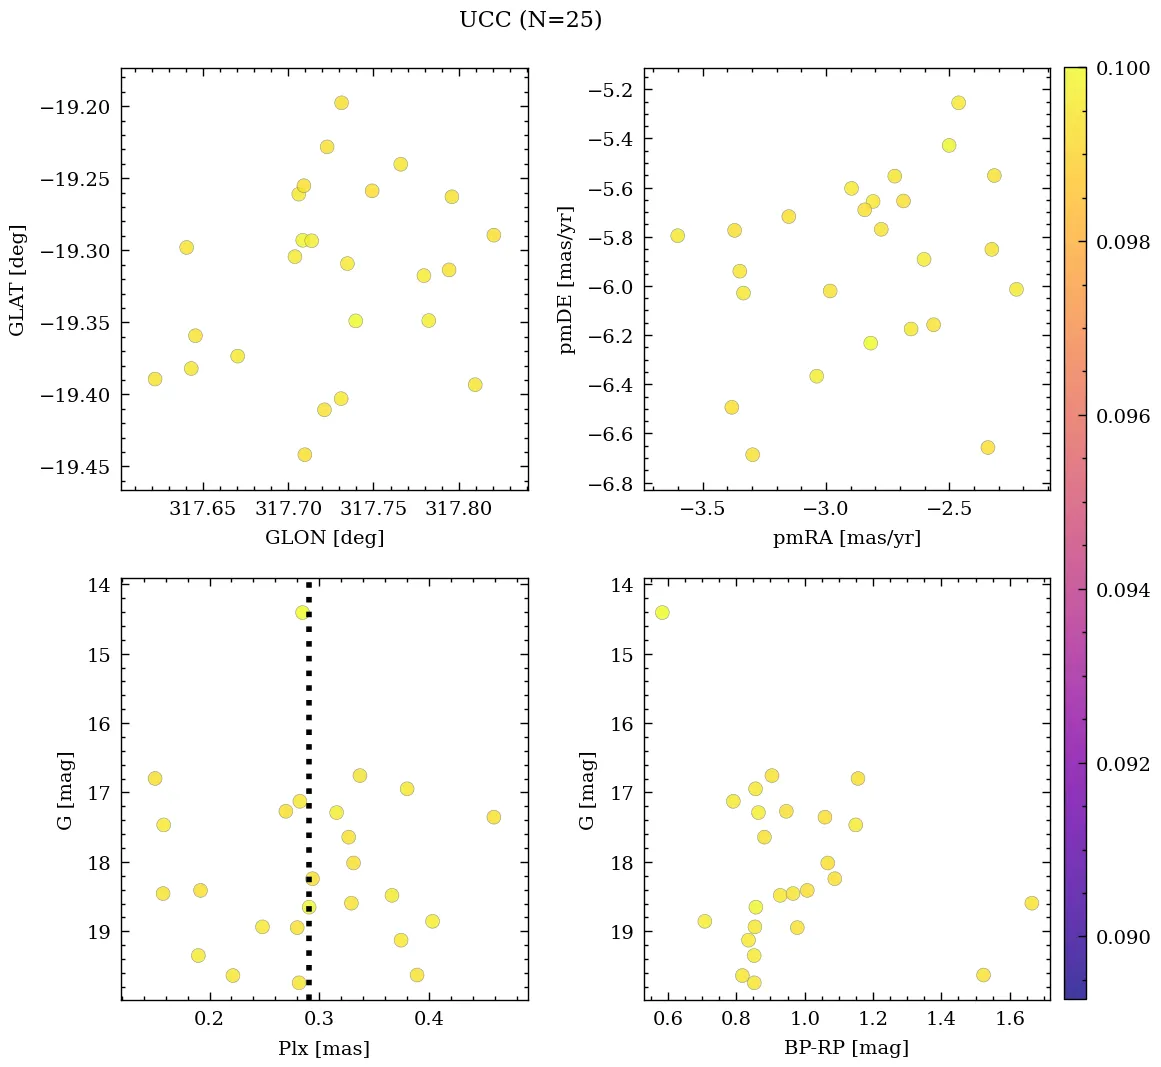 UCC (N=25)
−19.20
−19.25
−19.30
−19.35
−19.40
−19.45
GLAT [deg]
317.65 317.70 317.75 317.80
GLON [deg]
−5.2
−5.4
−5.6
−5.8
−6.0
−6.2
−6.4
−6.6
−6.8
pmDE [mas/yr]
−3.5 −3.0 −2.5
pmRA [mas/yr]
14
15
16
17
18
19
G [mag]
0.2 0.3 0.4
Plx [mas]
14
15
16
17
18
19
G [mag]
0.6 0.8 1.0 1.2 1.4 1.6
BP-RP [mag]
0.100
0.098
0.096
0.094
0.092
0.090